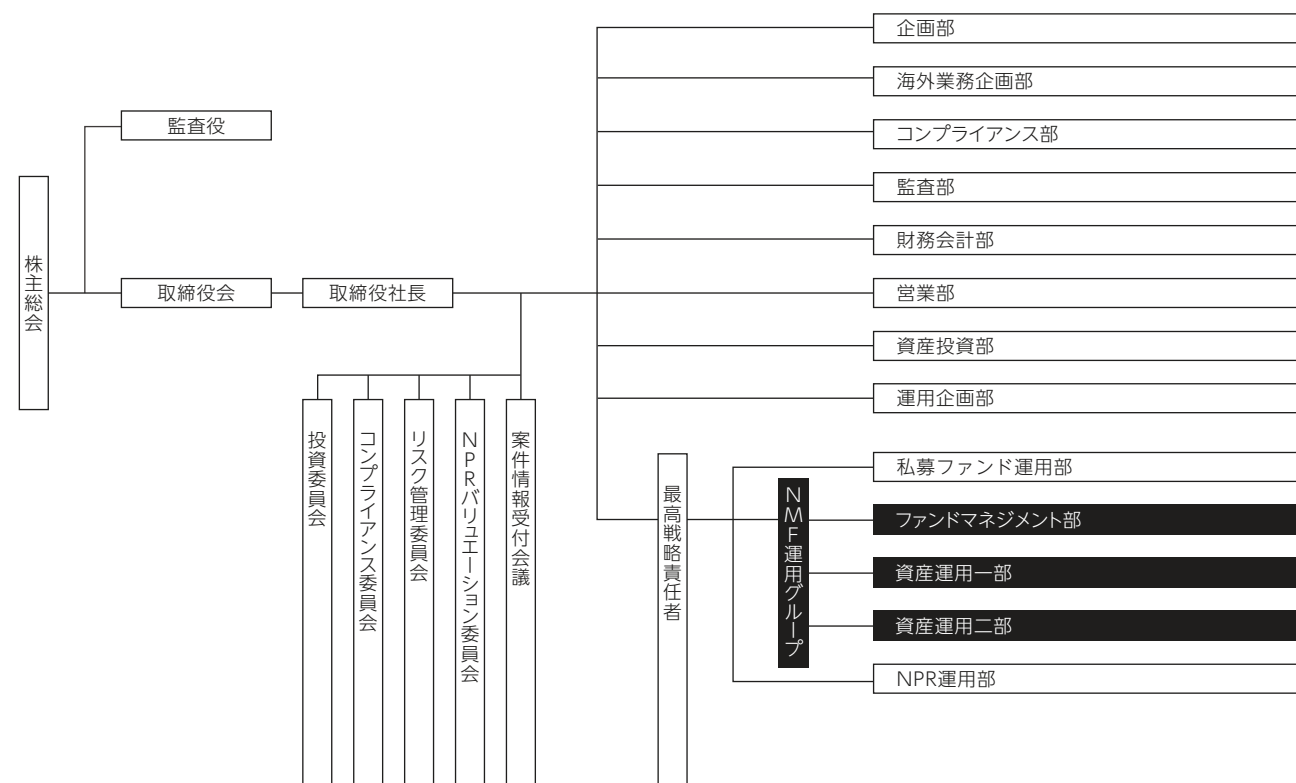 株主総会
監査役
取締役会
取締役社長
投資委員会
コンプライアンス委員会
リスク管理委員会
NPRバリュエーション委員会
案件情報受付会議
企画部
海外業務企画部
コンプライアンス部
監査部
財務会計部
営業部
資産投資部
運用企画部
最高戦略責任者
NMF運用グループ
私募ファンド運用部
ファンドマネジメント部
資産運用一部
資産運用二部
NPR運用部